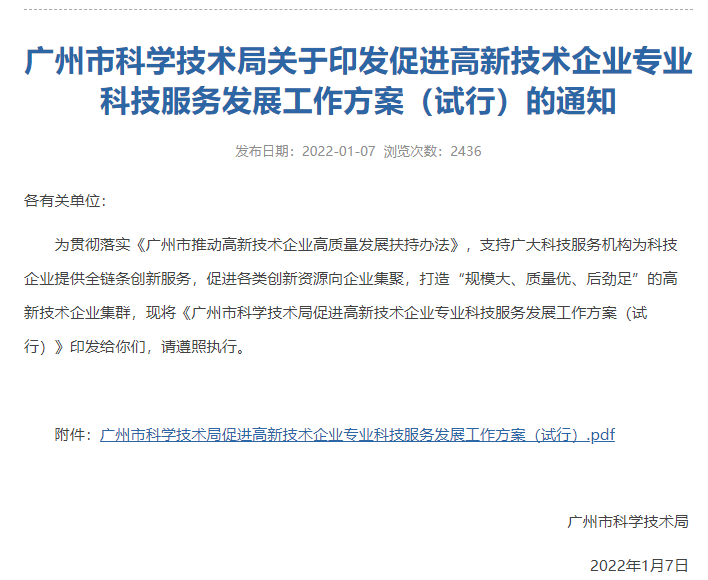 广州市科学技术局关于印发促进高新技术企业专业
科技服务发展工作方案（试行）的通知
发布日期：2022-01-07 浏览次数：2436
各有关单位：
为贯彻落实《广州市推动高新技术企业高质量发展扶持办法》，支持广大科技服务机构为科技
企业提供全链条创新服务，促进各类创新资源向企业集聚，打造“规模大、质量优、后劲足”的高
新技术企业集群，现将《广州市科学技术局促进高新技术企业专业科技服务发展工作方案（试
行）》印发给你们，请遵照执行。
附件：广州市科学技术局促进高新技术企业专业科技服务发展工作方案（试行）.pdf
广州市科学技术局
2022年1月7日